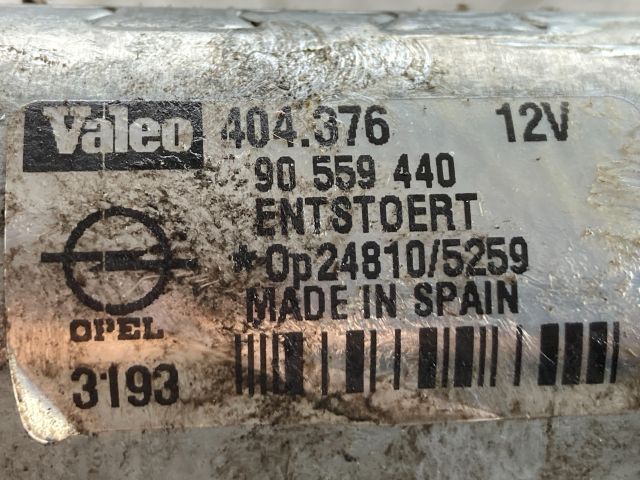 Valeo 404.376 12V
90 559 440
ENTSTOERT
*Op24810/5259
MADE IN SPAIN
OPEL
3193